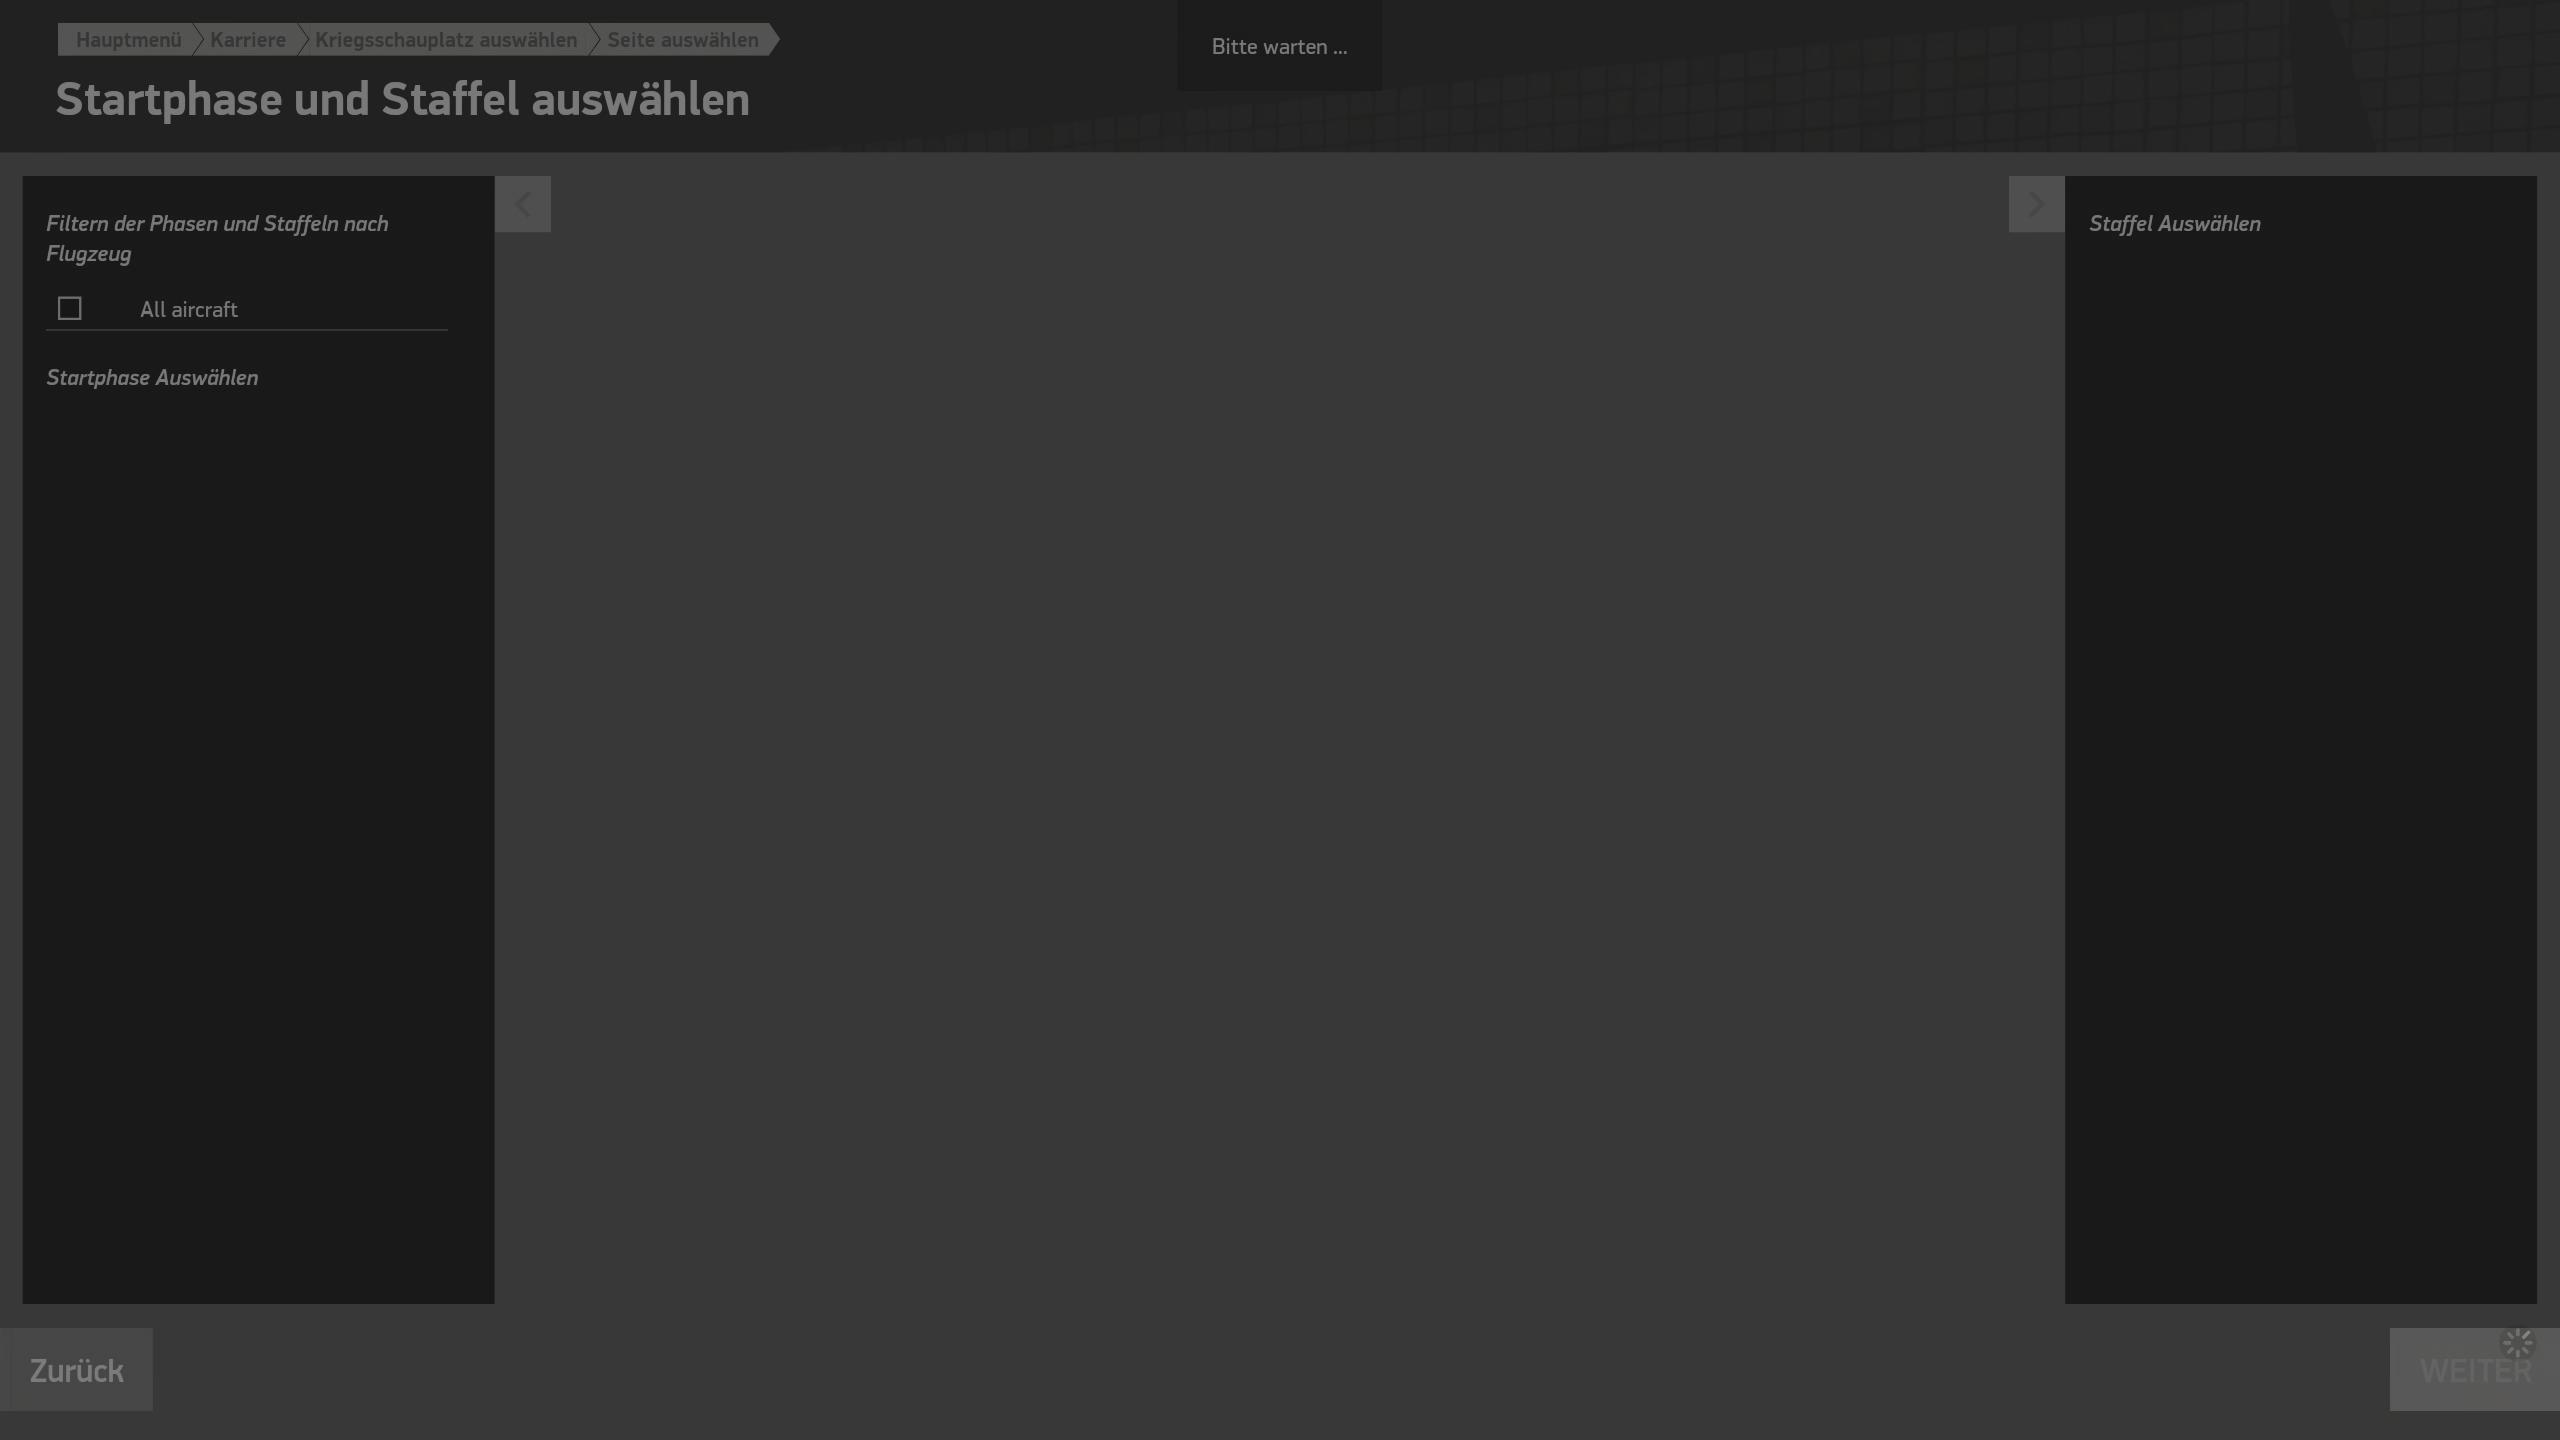 Hauptmenü Karriere Kriegsschauplatz auswählen Seite auswählen
Bitte warten ...
Startphase und Staffel auswählen
Filtern der Phasen und Staffeln nach
Flugzeug
All aircraft
Startphase Auswählen
Staffel Auswählen
Zurück
WEITER